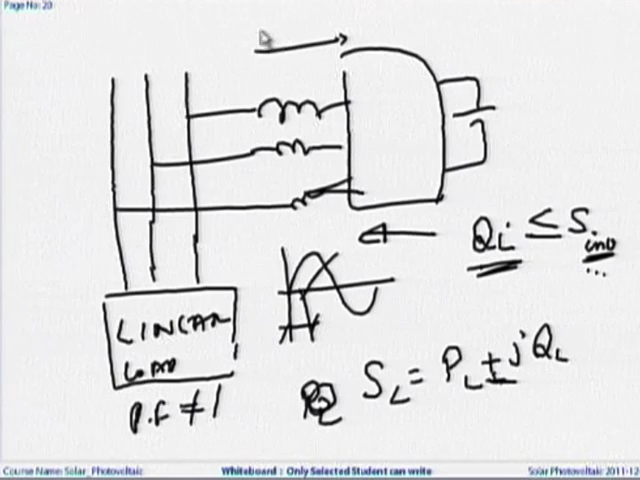 Page No: 20
Qi ≤ Sinv
...
LINEAR
LOAD
P.F ≠ 1
SL = PL ± jQL
Course Name: Solar_Photovoltaic
Whiteboard : Only Selected Student can write
Solar Photovoltaic 2011-12